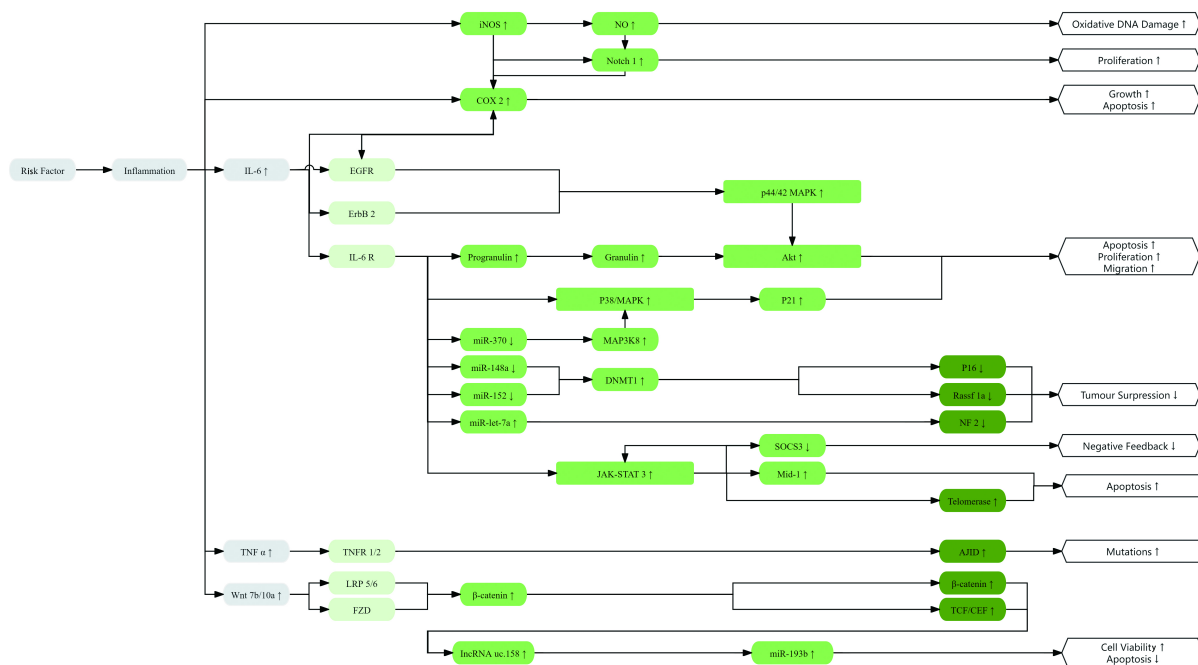 iNOS ↑
NO ↑
Oxidative DNA Damage ↑
Notch 1 ↑
Proliferation ↑
COX 2 ↑
Growth ↑
Apoptosis ↑
Risk Factor
Inflammation
IL-6 ↑
EGFR
p44/42 MAPK ↑
ErbB 2
IL-6 R
Progranulin ↑
Granulin ↑
Akt ↑
Apoptosis ↑
Proliferation ↑
Migration ↑
P38/MAPK ↑
P21 ↑
miR-370 ↓
MAP3K8 ↑
miR-148a ↓
DNMT1 ↑
P16 ↓
miR-152 ↓
Rassf 1a ↓
Tumour Surpression ↓
miR-let-7a ↑
NF 2 ↓
SOCS3 ↓
Negative Feedback ↓
JAK-STAT 3 ↑
Mid-1 ↑
Apoptosis ↑
Telomerase ↑
TNF α ↑
TNFR 1/2
AJID ↑
Mutations ↑
Wnt 7b/10a ↑
LRP 5/6
FZD
β-catenin ↑
β-catenin ↑
TCF/CEF ↑
lncRNA uc.158 ↑
miR-193b ↑
Cell Viability ↑
Apoptosis ↓